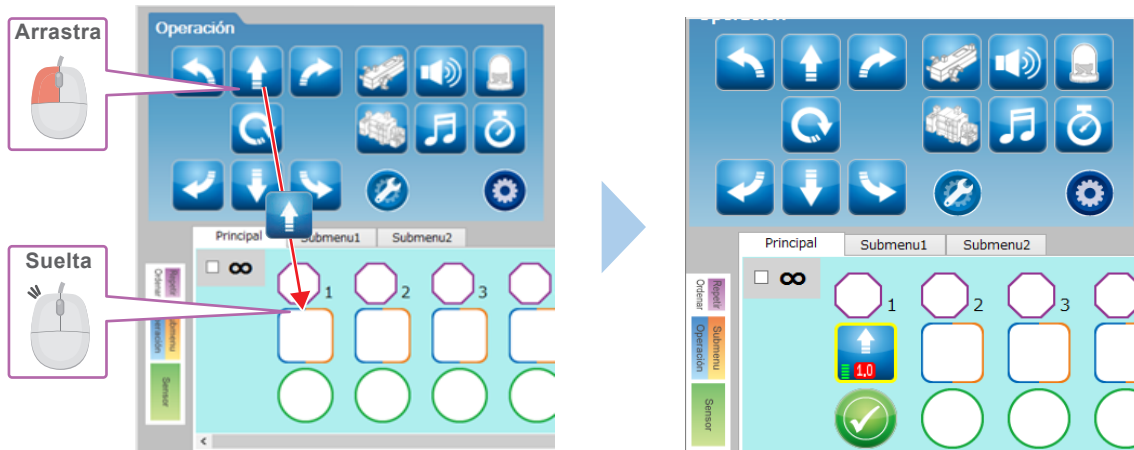 Arrastra
Operación
Principal Submenu1 Submenu2
Suelta
∞
1 2 3
Repetir
Ordenar
Submenu
Operación
Sensor
Operación
Principal Submenu1 Submenu2
∞
1 2 3
Repetir
Ordenar
Submenu
Operación
1,0
Sensor